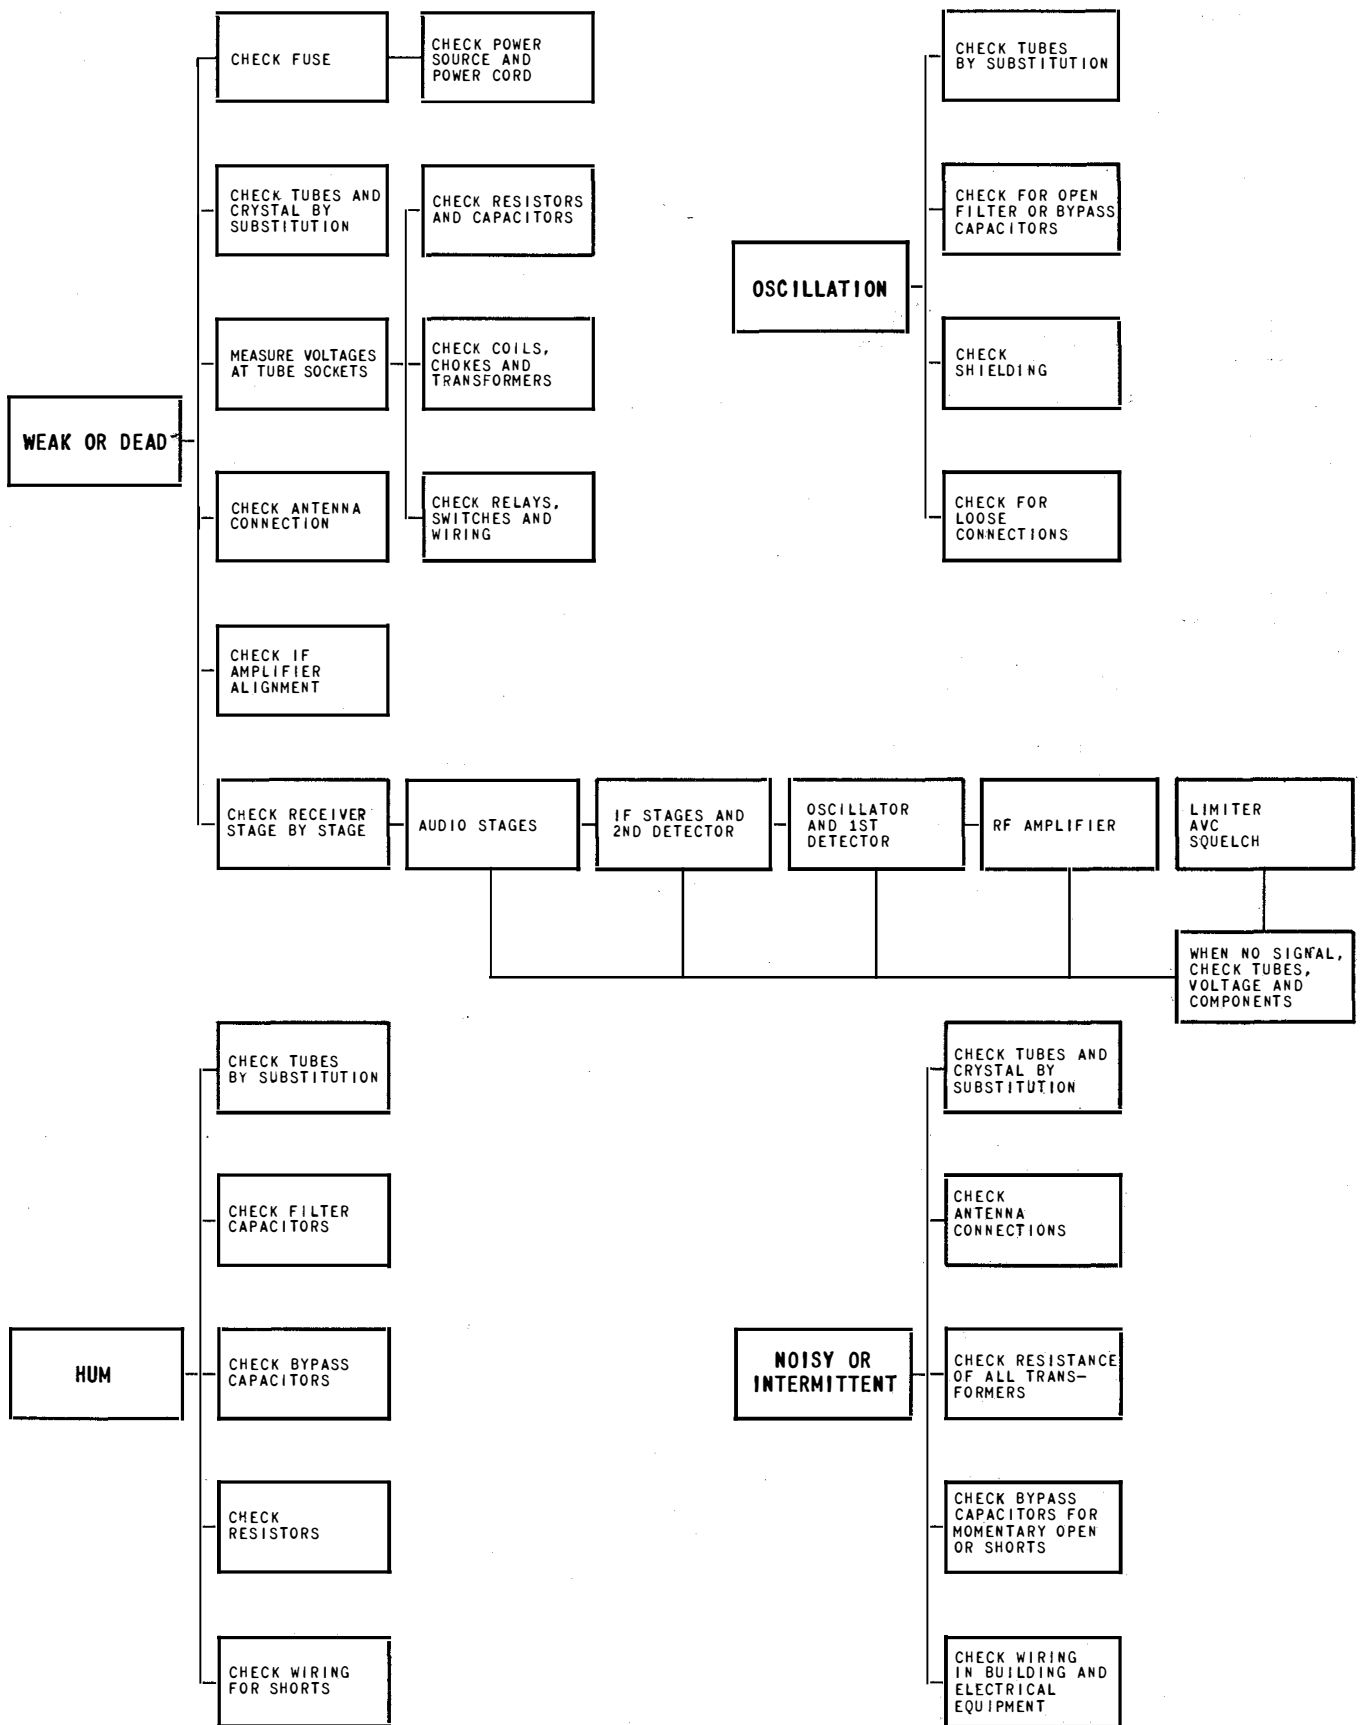 CHECK FUSE
CHECK POWER
SOURCE AND
POWER CORD
CHECK TUBES AND
CRYSTAL BY
SUBSTITUTION
CHECK RESISTORS
AND CAPACITORS
MEASURE VOLTAGES
AT TUBE SOCKETS
CHECK COILS,
CHOKES AND
TRANSFORMERS
WEAK OR DEAD
CHECK ANTENNA
CONNECTION
CHECK RELAYS,
SWITCHES AND
WIRING
CHECK IF
AMPLIFIER
ALIGNMENT
CHECK RECEIVER
STAGE BY STAGE
AUDIO STAGES
IF STAGES AND
2ND DETECTOR
OSCILLATOR
AND 1ST
DETECTOR
RF AMPLIFIER
LIMITER
AVC
SQUELCH
WHEN NO SIGNAL,
CHECK TUBES,
VOLTAGE AND
COMPONENTS
OSCILLATION
CHECK TUBES
BY SUBSTITUTION
CHECK FOR OPEN
FILTER OR BYPASS
CAPACITORS
CHECK
SHIELDING
CHECK FOR
LOOSE
CONNECTIONS
HUM
CHECK TUBES
BY SUBSTITUTION
CHECK FILTER
CAPACITORS
CHECK BYPASS
CAPACITORS
CHECK
RESISTORS
CHECK WIRING
FOR SHORTS
NOISY OR
INTERMITTENT
CHECK TUBES AND
CRYSTAL BY
SUBSTITUTION
CHECK
ANTENNA
CONNECTIONS
CHECK RESISTANCE
OF ALL TRANS-
FORMERS
CHECK BYPASS
CAPACITORS FOR
MOMENTARY OPEN
OR SHORTS
CHECK WIRING
IN BUILDING AND
ELECTRICAL
EQUIPMENT